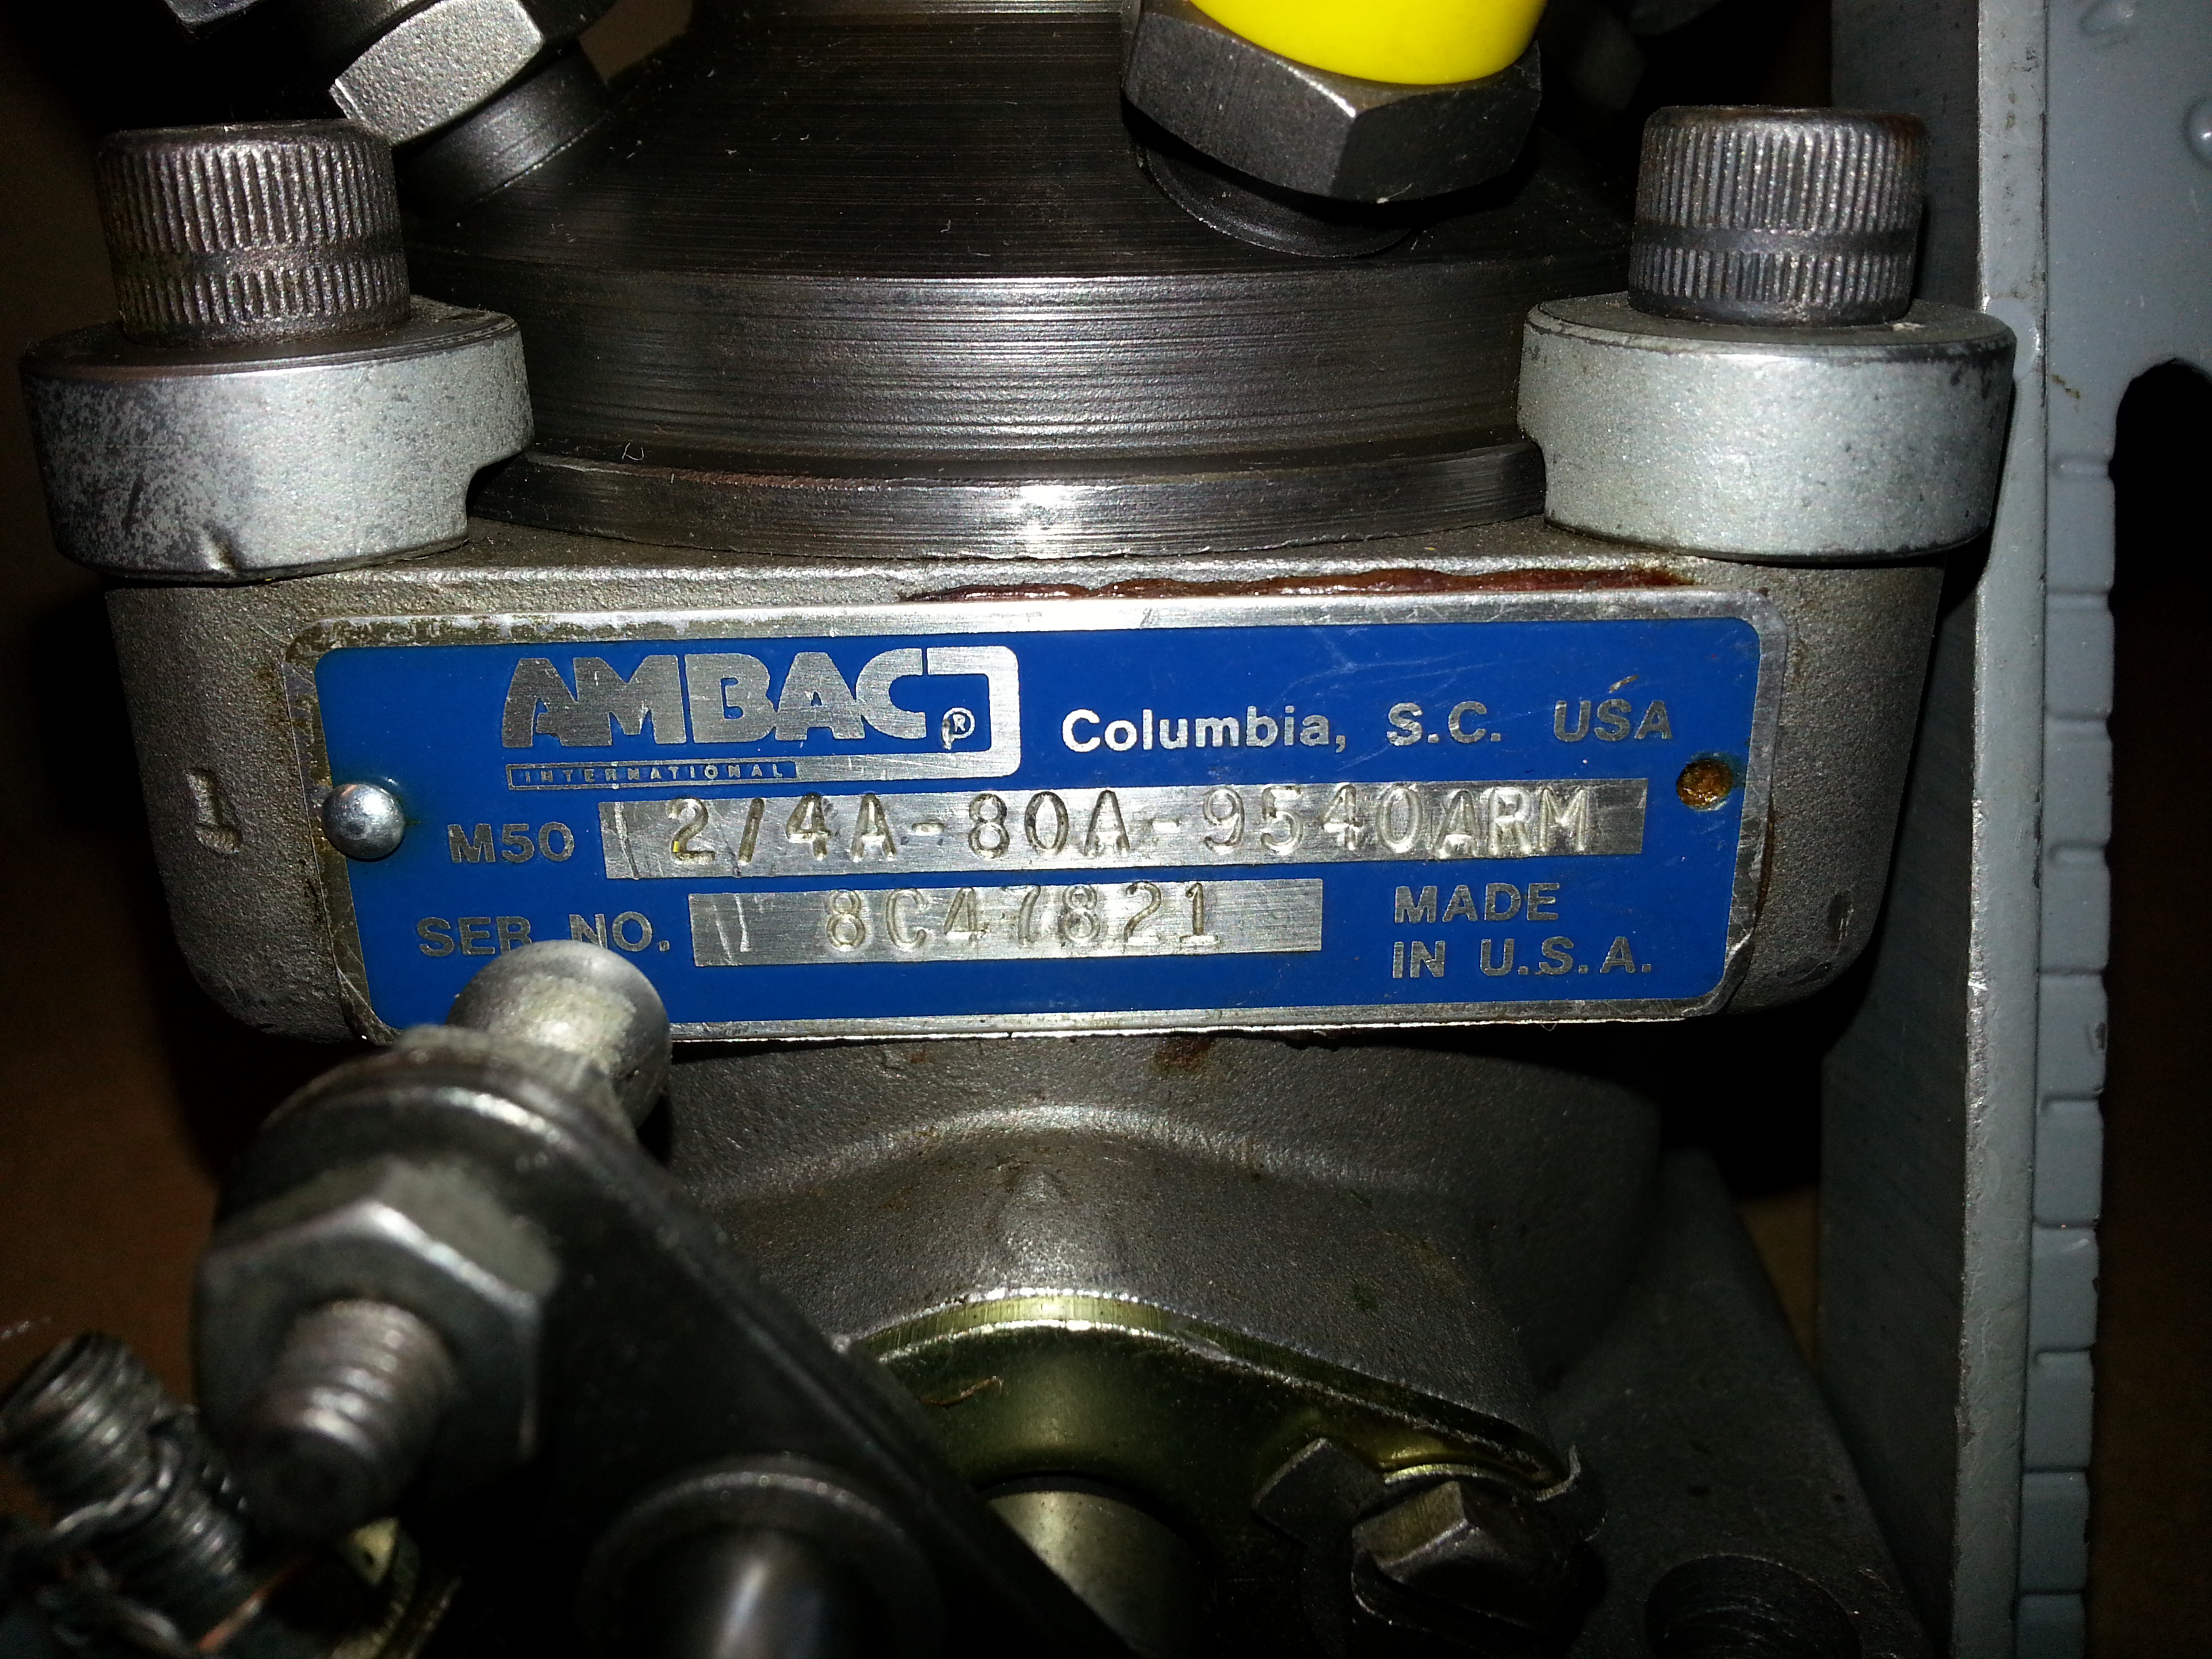 AMBAC ®
INTERNATIONAL
Columbia, S.C. USA
M50 2/4A-80A-9540ARM
SER NO. 8C47821
MADE
IN U.S.A.